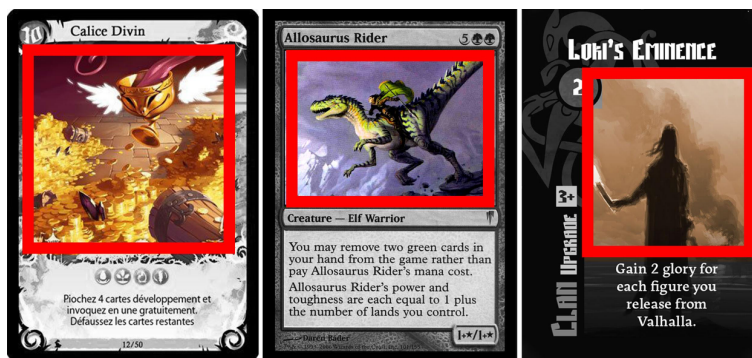 10
Calice Divin
Piochez 4 cartes développement et
invoquez en une gratuitement.
Défaussez les cartes restantes
12/50
Allosaurus Rider
5
Creature — Elf Warrior
You may remove two green cards in
your hand from the game rather than
pay Allosaurus Rider's mana cost.
Allosaurus Rider's power and
toughness are each equal to 1 plus
the number of lands you control.
Daren Bader
1+*/1+*
Loki's Eminence
2
Clan Upgrade 3+
Gain 2 glory for
each figure you
release from
Valhalla.